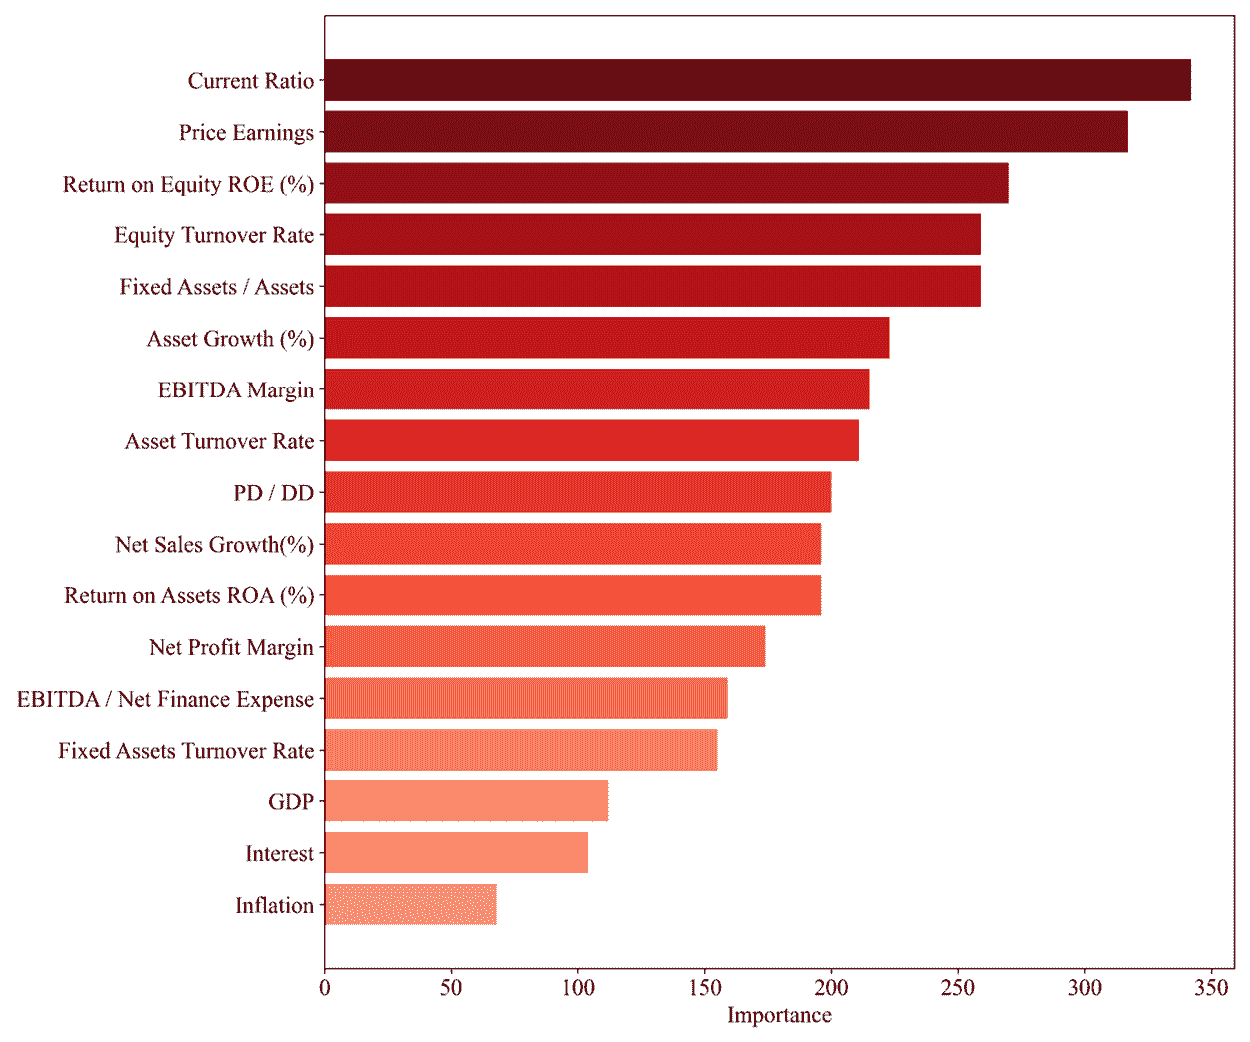 Current Ratio
Price Earnings
Return on Equity ROE (%)
Equity Turnover Rate
Fixed Assets / Assets
Asset Growth (%)
EBITDA Margin
Asset Turnover Rate
PD / DD
Net Sales Growth(%)
Return on Assets ROA (%)
Net Profit Margin
EBITDA / Net Finance Expense
Fixed Assets Turnover Rate
GDP
Interest
Inflation
0 50 100 150 200 250 300 350
Importance